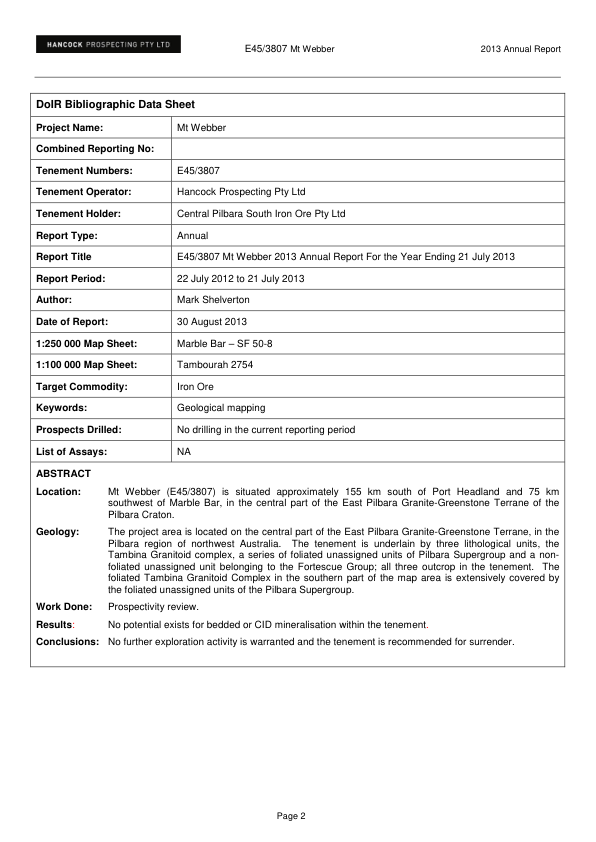 HANCOCK PROSPECTING PTY LTD E45/3807 Mt Webber 2013 Annual Report
DoIR Bibliographic Data Sheet
Project Name: Mt Webber
Combined Reporting No:
Tenement Numbers: E45/3807
Tenement Operator: Hancock Prospecting Pty Ltd
Tenement Holder: Central Pilbara South Iron Ore Pty Ltd
Report Type: Annual
Report Title E45/3807 Mt Webber 2013 Annual Report For the Year Ending 21 July 2013
Report Period: 22 July 2012 to 21 July 2013
Author: Mark Shelverton
Date of Report: 30 August 2013
1:250 000 Map Sheet: Marble Bar – SF 50-8
1:100 000 Map Sheet: Tambourah 2754
Target Commodity: Iron Ore
Keywords: Geological mapping
Prospects Drilled: No drilling in the current reporting period
List of Assays: NA
ABSTRACT
Location: Mt Webber (E45/3807) is situated approximately 155 km south of Port Headland and 75 km
southwest of Marble Bar, in the central part of the East Pilbara Granite-Greenstone Terrane of the
Pilbara Craton.
Geology: The project area is located on the central part of the East Pilbara Granite-Greenstone Terrane, in the
Pilbara region of northwest Australia. The tenement is underlain by three lithological units, the
Tambina Granitoid complex, a series of foliated unassigned units of Pilbara Supergroup and a non-
foliated unassigned unit belonging to the Fortescue Group; all three outcrop in the tenement. The
foliated Tambina Granitoid Complex in the southern part of the map area is extensively covered by
the foliated unassigned units of the Pilbara Supergroup.
Work Done: Prospectivity review.
Results: No potential exists for bedded or CID mineralisation within the tenement.
Conclusions: No further exploration activity is warranted and the tenement is recommended for surrender.
Page 2